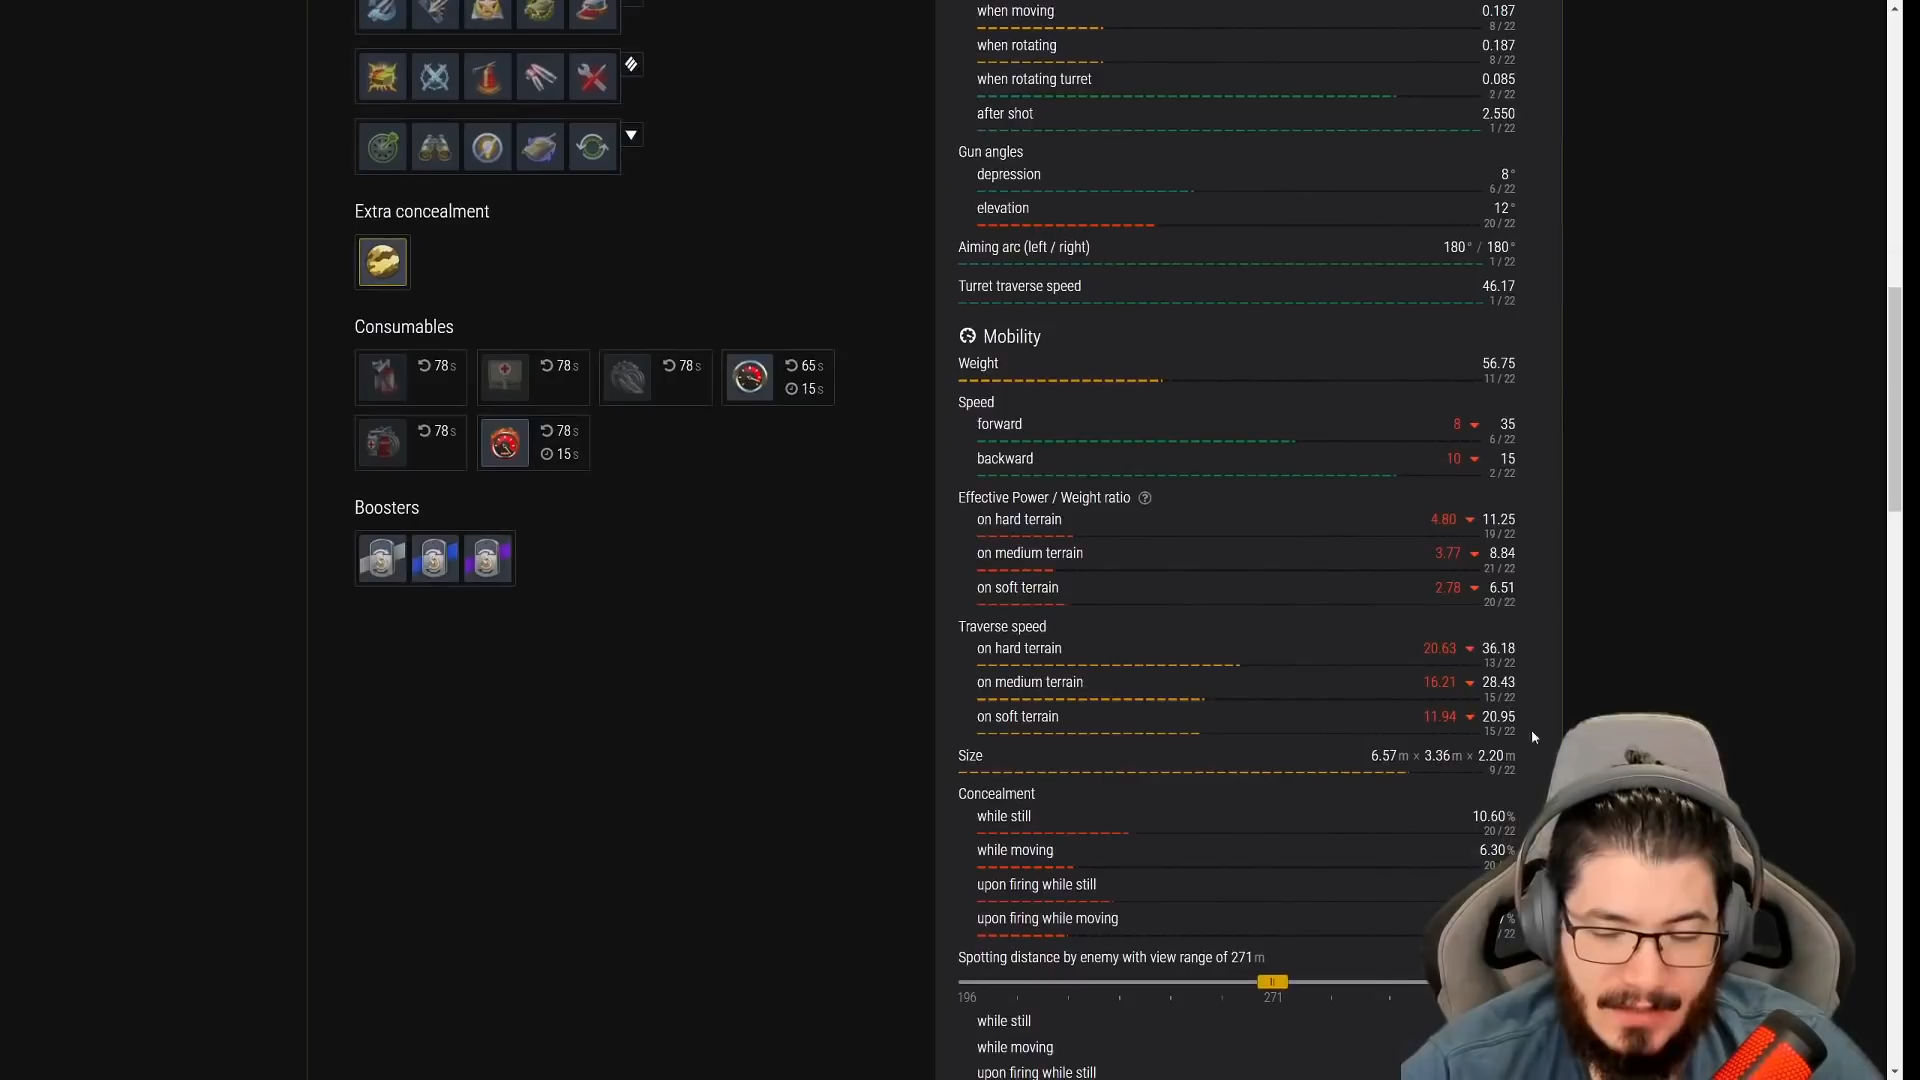 when moving 0.187
8 / 22
when rotating 0.187
8 / 22
when rotating turret 0.085
2 / 22
after shot 2.550
1 / 22
Gun angles
depression 8°
6 / 22
elevation 12°
20 / 22
Aiming arc (left / right) 180° / 180°
1 / 22
Turret traverse speed 46.17
1 / 22
Mobility
Weight 56.75
11 / 22
Speed
forward 8 35
6 / 22
backward 10 15
2 / 22
Effective Power / Weight ratio ?
on hard terrain 4.80 11.25
19 / 22
on medium terrain 3.77 8.84
21 / 22
on soft terrain 2.78 6.51
20 / 22
Traverse speed
on hard terrain 20.63 36.18
13 / 22
on medium terrain 16.21 28.43
15 / 22
on soft terrain 11.94 20.95
15 / 22
Size 6.57 m × 3.36 m × 2.20 m
9 / 22
Concealment
while still 10.60 %
20 / 22
while moving 6.30 %
20
upon firing while still
upon firing while moving %
22
Spotting distance by enemy with view range of 271 m
196 271
while still
while moving
upon firing while still
Extra concealment
Consumables
78 s 78 s 78 s 65 s
15 s
78 s 78 s
15 s
Boosters